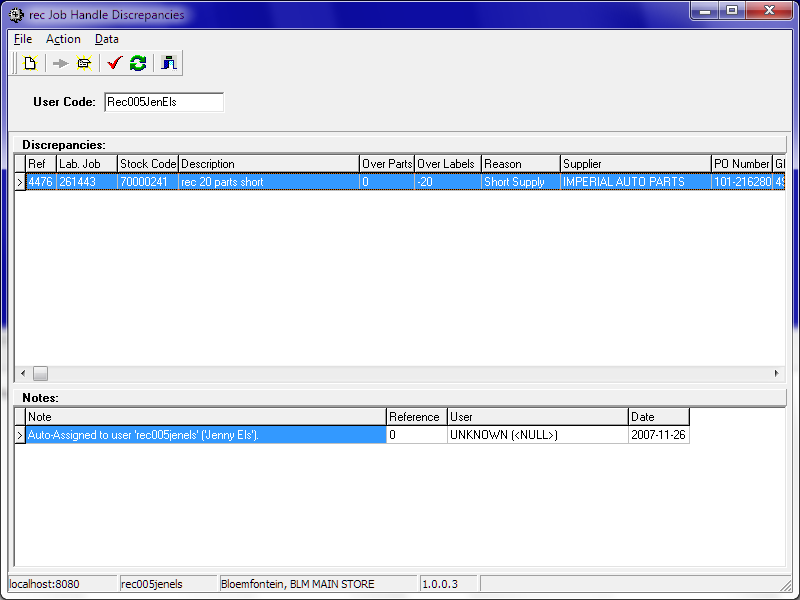 rec Job Handle Discrepancies
File Action Data
User Code: Rec005JenEls
Discrepancies:
Ref Lab. Job Stock Code Description Over Parts Over Labels Reason Supplier PO Number
4476 261443 70000241 rec 20 parts short 0 -20 Short Supply IMPERIAL AUTO PARTS 101-216280
Notes:
Note Reference User Date
Auto-Assigned to user 'rec005jenels' ('Jenny Els'). 0 UNKNOWN (<NULL>) 2007-11-26
localhost:8080 rec005jenels Bloemfontein, BLM MAIN STORE 1.0.0.3